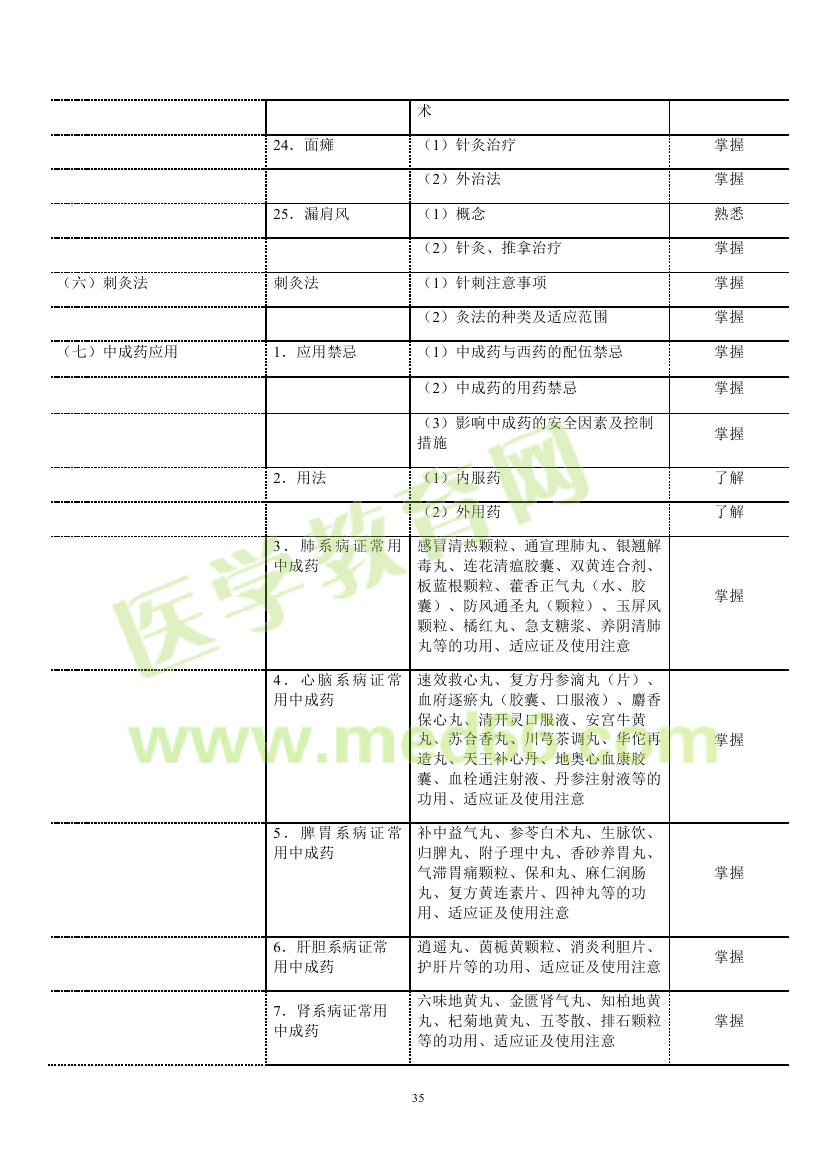 术
24．面瘫 （1）针灸治疗 掌握
（2）外治法 掌握
25．漏肩风 （1）概念 熟悉
（2）针灸、推拿治疗 掌握
（六）刺灸法 刺灸法 （1）针刺注意事项 掌握
（2）灸法的种类及适应范围 掌握
（七）中成药应用 1．应用禁忌 （1）中成药与西药的配伍禁忌 掌握
（2）中成药的用药禁忌 掌握
（3）影响中成药的安全因素及控制
措施
掌握
2．用法 （1）内服药 了解
（2）外用药 了解
3．肺系病证常用
中成药
感冒清热颗粒、通宣理肺丸、银翘解
毒丸、连花清瘟胶囊、双黄连合剂、
板蓝根颗粒、藿香正气丸（水、胶
囊）、防风通圣丸（颗粒）、玉屏风
颗粒、橘红丸、急支糖浆、养阴清肺
丸等的功用、适应证及使用注意
掌握
4．心脑系病证常
用中成药
速效救心丸、复方丹参滴丸（片）、
血府逐瘀丸（胶囊、口服液）、麝香
保心丸、清开灵口服液、安宫牛黄
丸、苏合香丸、川芎茶调丸、华佗再
造丸、天王补心丹、地奥心血康胶
囊、血栓通注射液、丹参注射液等的
功用、适应证及使用注意
掌握
5．脾胃系病证常
用中成药
补中益气丸、参苓白术丸、生脉饮、
归脾丸、附子理中丸、香砂养胃丸、
气滞胃痛颗粒、保和丸、麻仁润肠
丸、复方黄连素片、四神丸等的功
用、适应证及使用注意
掌握
6．肝胆系病证常
用中成药
逍遥丸、茵栀黄颗粒、消炎利胆片、
护肝片等的功用、适应证及使用注意
掌握
7．肾系病证常用
中成药
六味地黄丸、金匮肾气丸、知柏地黄
丸、杞菊地黄丸、五苓散、排石颗粒
等的功用、适应证及使用注意
掌握
医学教育网
www.med66.com
35